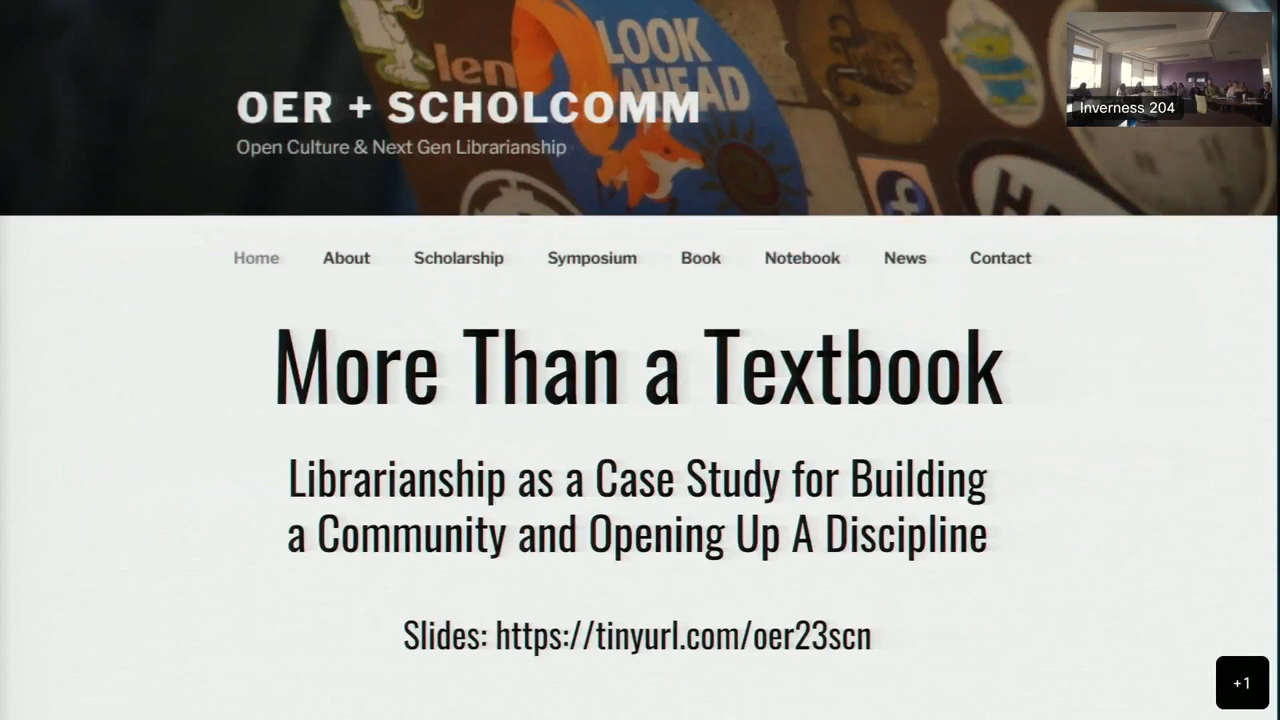 len
LOOK
AHEAD
OER + SCHOLCOMM
Open Culture & Next Gen Librarianship
Inverness 204
Home About Scholarship Symposium Book Notebook News Contact
More Than a Textbook
Librarianship as a Case Study for Building
a Community and Opening Up A Discipline
Slides: https://tinyurl.com/oer23scn
+1